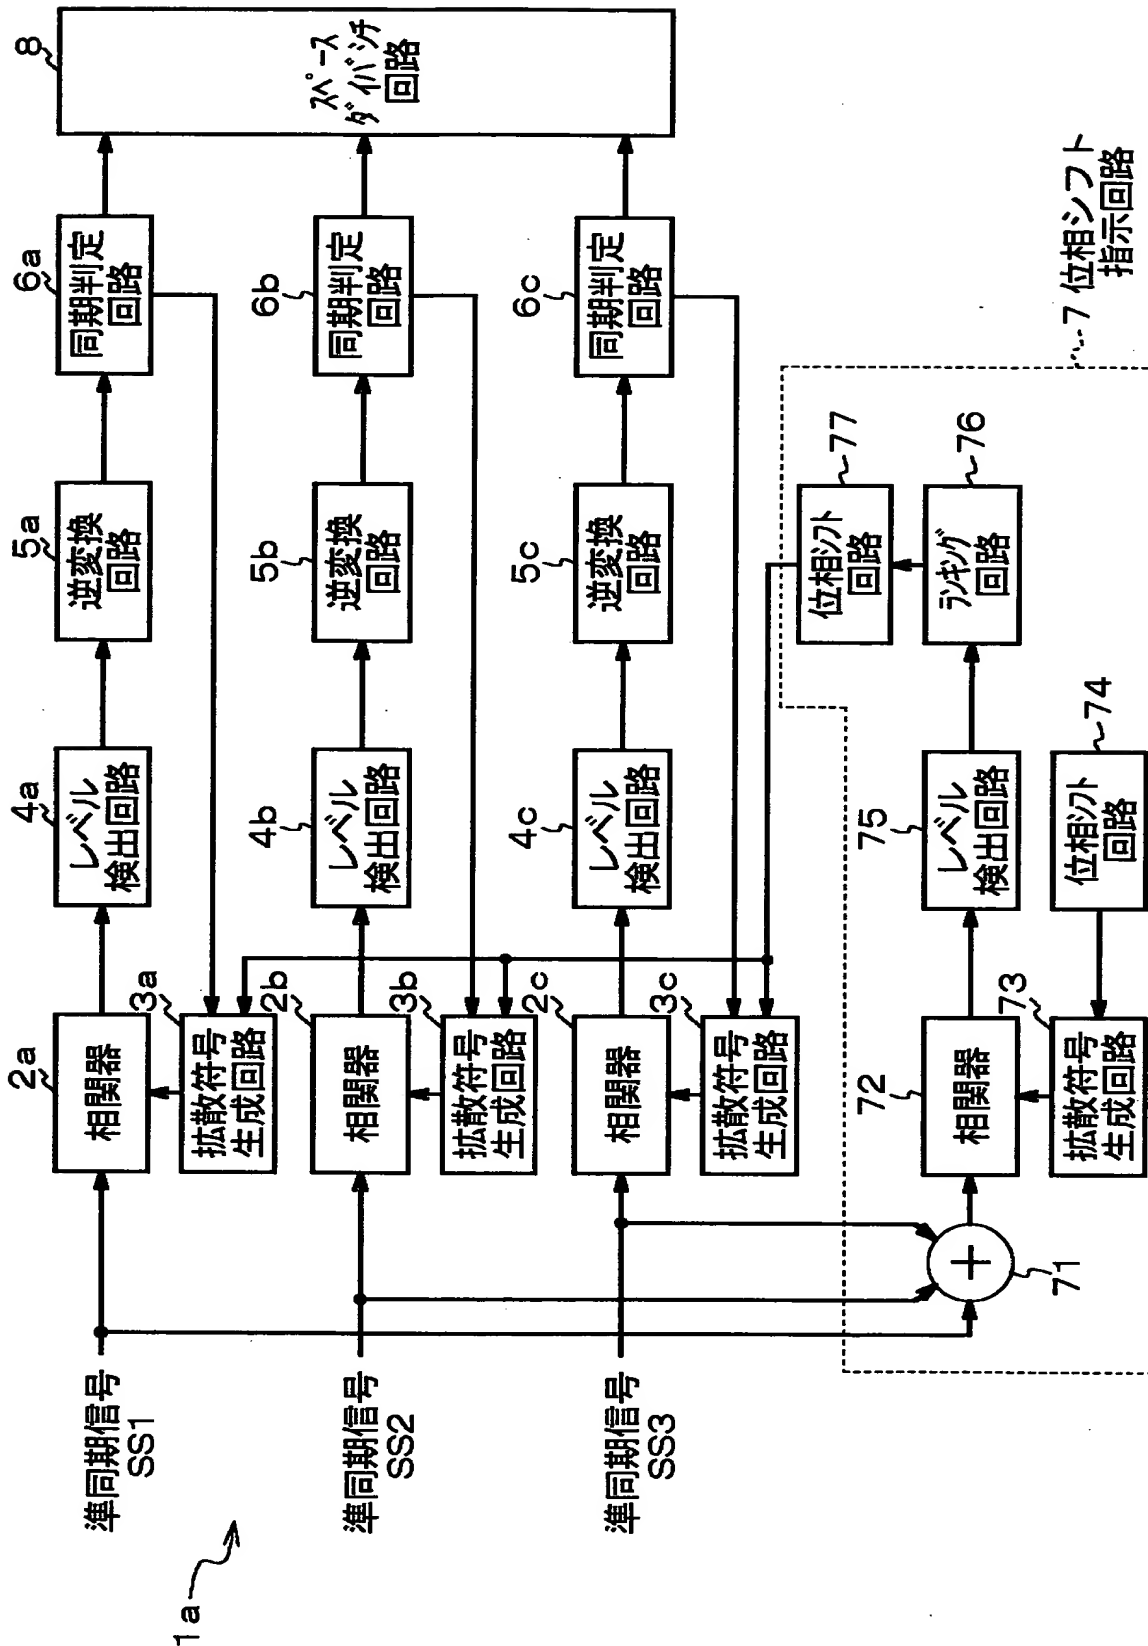 1a
準同期信号
SS1
2a
相関器
3a
拡散符号
生成回路
4a
レベル
検出回路
5a
逆変換
回路
6a
同期判定
回路
8
スペース
ダイバシチ
回路
準同期信号
SS2
2b
相関器
3b
拡散符号
生成回路
4b
レベル
検出回路
5b
逆変換
回路
6b
同期判定
回路
準同期信号
SS3
2c
相関器
3c
拡散符号
生成回路
4c
レベル
検出回路
5c
逆変換
回路
6c
同期判定
回路
7 位相シフト
指示回路
71
+
72
相関器
73
拡散符号
生成回路
74
位相シフト
回路
75
レベル
検出回路
76
ランキング
回路
77
位相シフト
回路